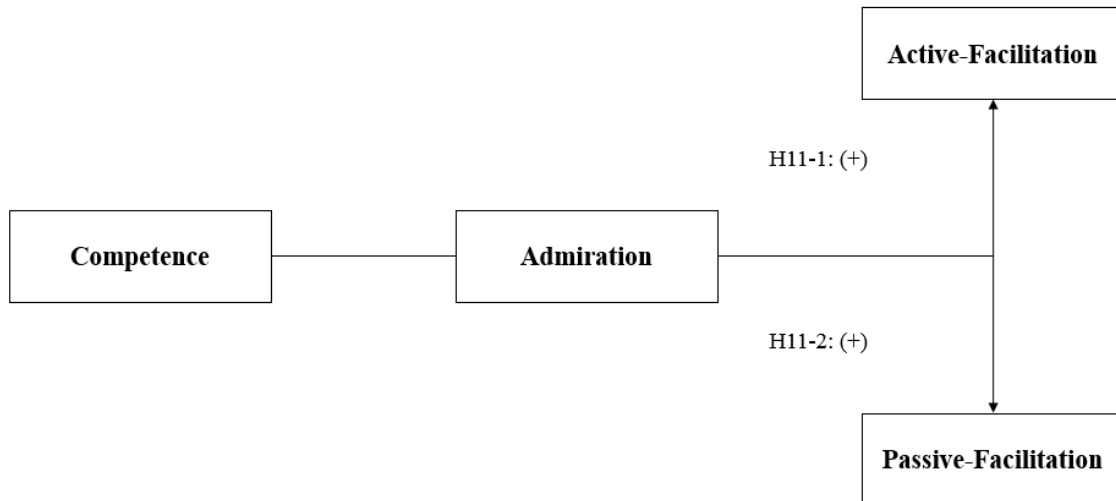 Active-Facilitation
H11-1: (+)
Competence
Admiration
H11-2: (+)
Passive-Facilitation